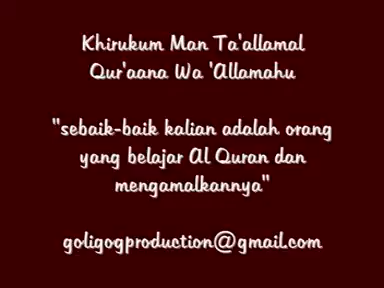 Khirukum Man Ta'allamal
Qur'aana Wa 'Allamahu
"sebaik-baik kalian adalah orang
yang belajar Al Quran dan
mengamalkannya"
goligogproduction@gmail.com